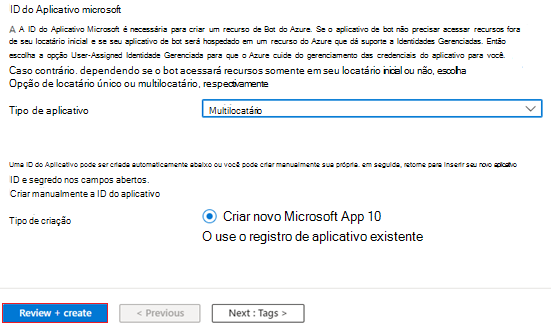 ID do Aplicativo microsoft
A A ID do Aplicativo Microsoft é necessária para criar um recurso de Bot do Azure. Se o aplicativo de bot não precisar acessar recursos fora
de seu locatário inicial e se seu aplicativo de bot será hospedado em um recurso do Azure que dá suporte a Identidades Gerenciadas. Então
escolha a opção User-Assigned Identidade Gerenciada para que o Azure cuide do gerenciamento das credenciais do aplicativo para você.
Caso contrário. dependendo se o bot acessará recursos somente em seu locatário inicial ou não, escolha
Opção de locatário único ou multilocatário, respectivamente
Tipo de aplicativo
Multilocatário
Uma ID do Aplicativo pode ser criada automaticamente abaixo ou você pode criar manualmente sua própria. em seguida, retorne para inserir seu novo aplicativo
ID e segredo nos campos abertos.
Criar manualmente a ID do aplicativo
Tipo de criação
Criar novo Microsoft App 10
O use o registro de aplicativo existente
Review + create
< Previous
Next : Tags >